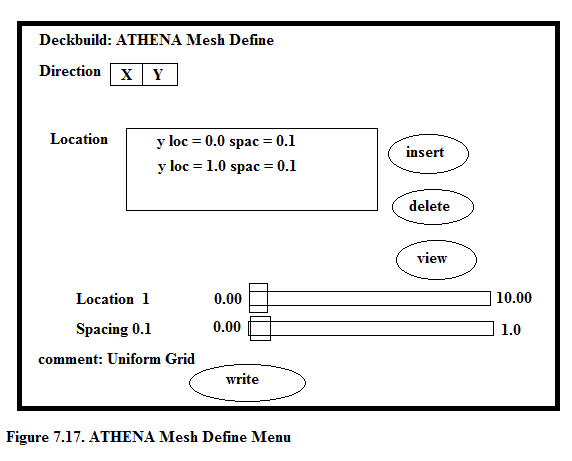 Deckbuild: ATHENA Mesh Define
Direction X Y
Location
y loc = 0.0 spac = 0.1
y loc = 1.0 spac = 0.1
insert
delete
view
Location 1 0.00 10.00
Spacing 0.1 0.00 1.0
comment: Uniform Grid
write
Figure 7.17. ATHENA Mesh Define Menu